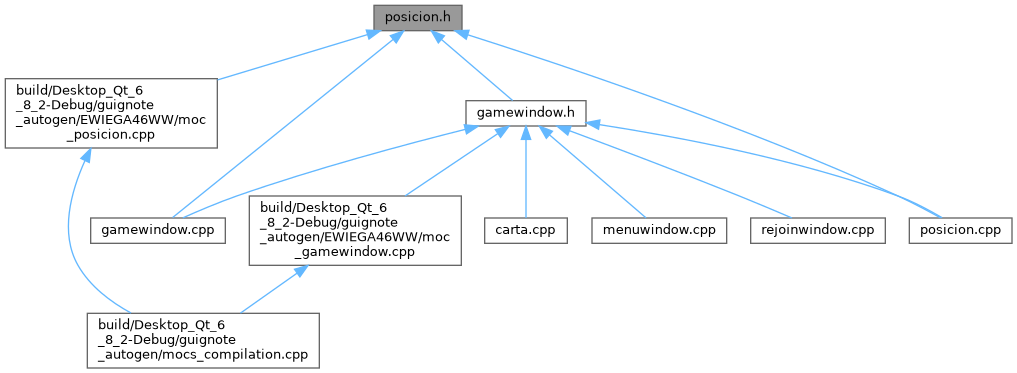 posicion.h
build/Desktop_Qt_6
_8_2-Debug/guignote
_autogen/EWIEGA46WW/moc
_posicion.cpp
gamewindow.h
gamewindow.cpp
build/Desktop_Qt_6
_8_2-Debug/guignote
_autogen/EWIEGA46WW/moc
_gamewindow.cpp
carta.cpp
menuwindow.cpp
rejoinwindow.cpp
posicion.cpp
build/Desktop_Qt_6
_8_2-Debug/guignote
_autogen/mocs_compilation.cpp